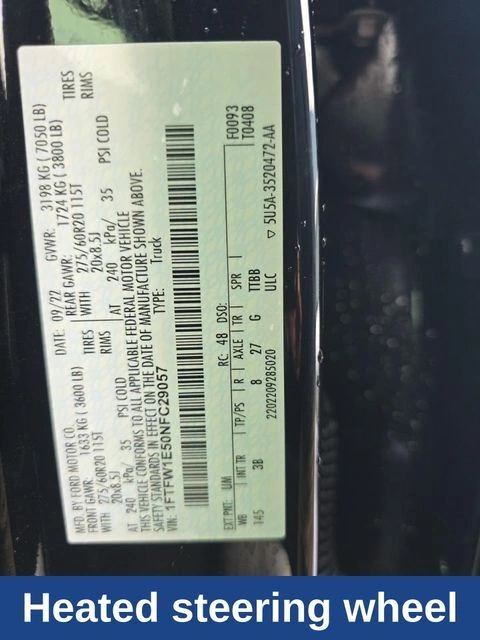 MFD. BY FORD MOTOR CO.
DATE: 09/22 GVWR: 3198 KG ( 7050 LB)
FRONT GAWR: 1633 KG ( 3600 LB) REAR GAWR: 1724 KG ( 3800 LB)
WITH 275/60R20 115T TIRES WITH 275/60R20 115T TIRES
20x8.5J RIMS 20x8.5J RIMS
AT 240 kPa/ 35 PSI COLD AT 240 kPa/ 35 PSI COLD
THIS VEHICLE CONFORMS TO ALL APPLICABLE FEDERAL MOTOR VEHICLE
SAFETY STANDARDS IN EFFECT ON THE DATE OF MANUFACTURE SHOWN ABOVE.
VIN: 1FTFW1E50NFC29057 TYPE: Truck
F0093
T0408
EXT PNT: UM RC: 48 DSO:
WB INT TR TP/PS R AXLE TR SPR
145 3B 8 27 G TTBB
2202209285020 ULC ▽ 5U5A-3520472-AA
Heated steering wheel